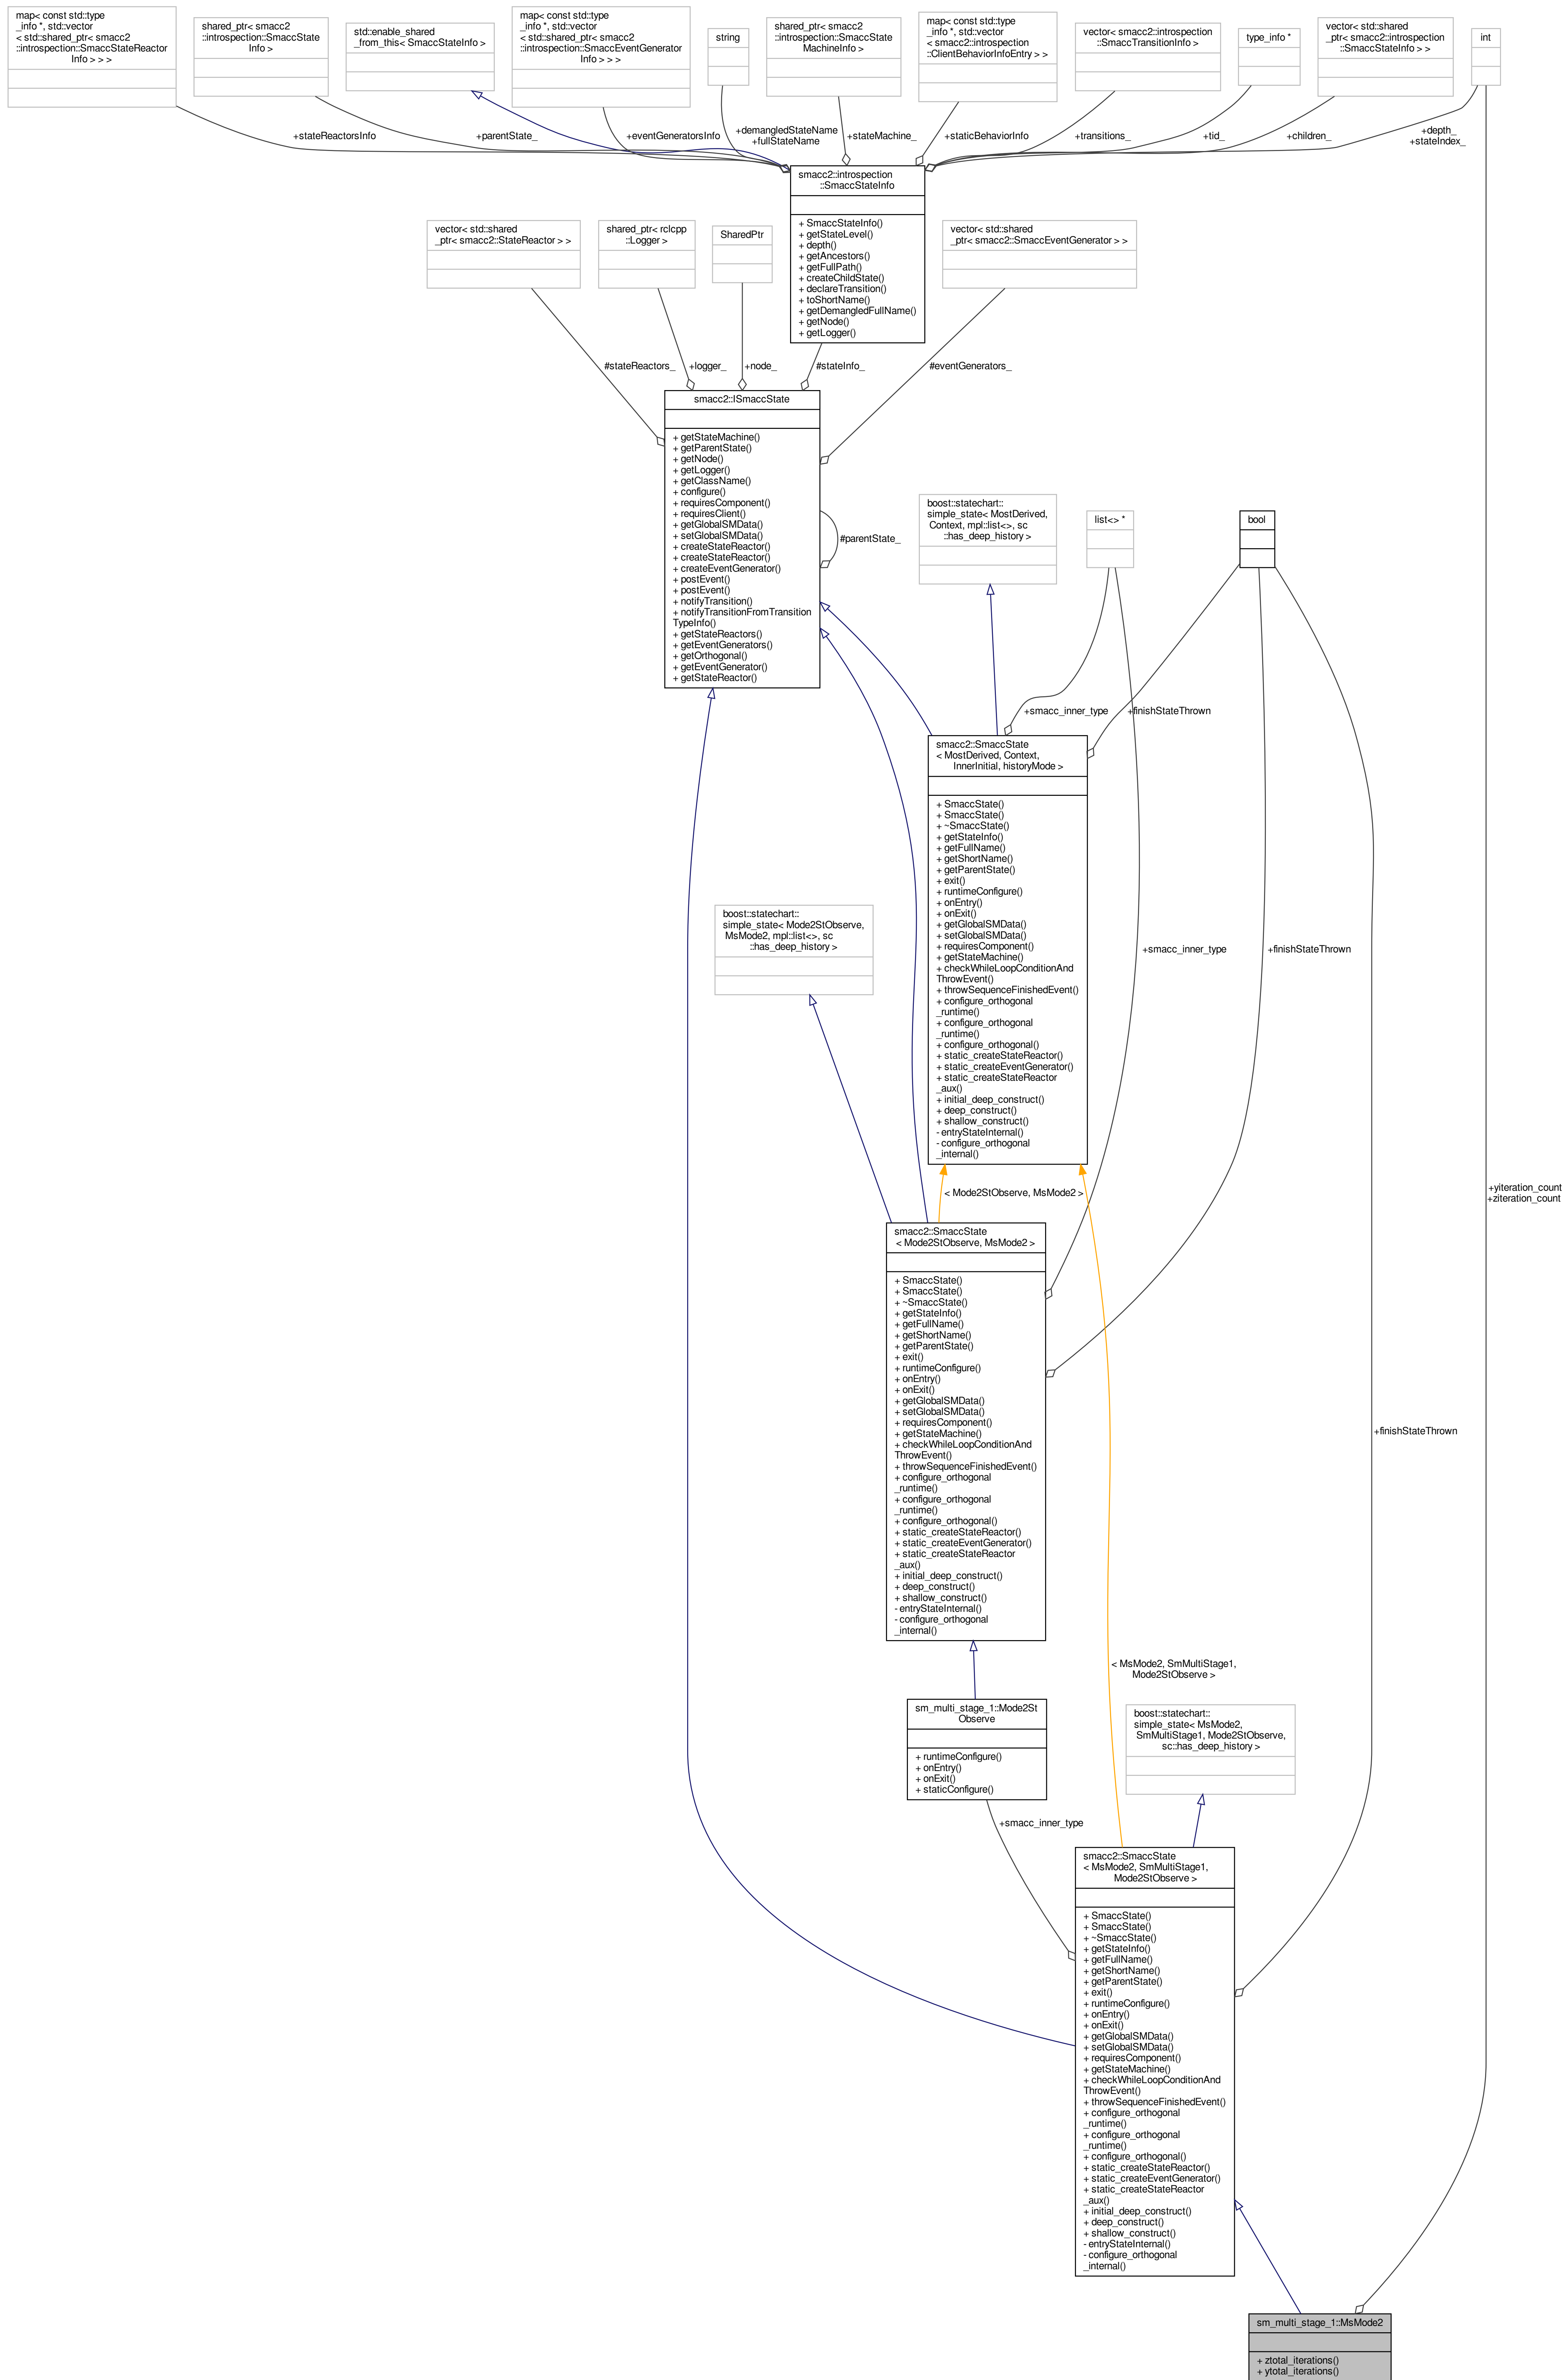 map< const std::type
_info *, std::vector
< std::shared_ptr< smacc2
::introspection::SmaccStateReactor
Info > > >
shared_ptr< smacc2
::introspection::SmaccState
Info >
std::enable_shared
_from_this< SmaccStateInfo >
map< const std::type
_info *, std::vector
< std::shared_ptr< smacc2
::introspection::SmaccEventGenerator
Info > > >
string
shared_ptr< smacc2
::introspection::SmaccState
MachineInfo >
map< const std::type
_info *, std::vector
< smacc2::introspection
::ClientBehaviorInfoEntry > >
vector< smacc2::introspection
::SmaccTransitionInfo >
type_info *
vector< std::shared
_ptr< smacc2::introspection
::SmaccStateInfo > >
int
+stateReactorsInfo
+parentState_
+eventGeneratorsInfo
+demangledStateName
+fullStateName
+stateMachine_
+staticBehaviorInfo
+transitions_
+tid_
+children_
+depth_
+stateIndex_
smacc2::introspection
::SmaccStateInfo
+ SmaccStateInfo()
+ getStateLevel()
+ depth()
+ getAncestors()
+ getFullPath()
+ createChildState()
+ declareTransition()
+ toShortName()
+ getDemangledFullName()
+ getNode()
+ getLogger()
vector< std::shared
_ptr< smacc2::StateReactor > >
shared_ptr< rclcpp
::Logger >
SharedPtr
vector< std::shared
_ptr< smacc2::SmaccEventGenerator > >
#stateReactors_
+logger_
+node_
#stateInfo_
#eventGenerators_
smacc2::ISmaccState
+ getStateMachine()
+ getParentState()
+ getNode()
+ getLogger()
+ getClassName()
+ configure()
+ requiresComponent()
+ requiresClient()
+ getGlobalSMData()
+ setGlobalSMData()
+ createStateReactor()
+ createStateReactor()
+ createEventGenerator()
+ postEvent()
+ postEvent()
+ notifyTransition()
+ notifyTransitionFromTransition
TypeInfo()
+ getStateReactors()
+ getEventGenerators()
+ getOrthogonal()
+ getEventGenerator()
+ getStateReactor()
#parentState_
boost::statechart::
simple_state< MostDerived,
Context, mpl::list<>, sc
::has_deep_history >
list<> *
bool
+smacc_inner_type
+finishStateThrown
smacc2::SmaccState
< MostDerived, Context,
InnerInitial, historyMode >
+ SmaccState()
+ SmaccState()
+ ~SmaccState()
+ getStateInfo()
+ getFullName()
+ getShortName()
+ getParentState()
+ exit()
+ runtimeConfigure()
+ onEntry()
+ onExit()
+ getGlobalSMData()
+ setGlobalSMData()
+ requiresComponent()
+ getStateMachine()
+ checkWhileLoopConditionAnd
ThrowEvent()
+ throwSequenceFinishedEvent()
+ configure_orthogonal
_runtime()
+ configure_orthogonal
_runtime()
+ configure_orthogonal()
+ static_createStateReactor()
+ static_createEventGenerator()
+ static_createStateReactor
_aux()
+ initial_deep_construct()
+ deep_construct()
+ shallow_construct()
- entryStateInternal()
- configure_orthogonal
_internal()
boost::statechart::
simple_state< Mode2StObserve,
MsMode2, mpl::list<>, sc
::has_deep_history >
+smacc_inner_type
+finishStateThrown
< Mode2StObserve, MsMode2 >
+yiteration_count
+ziteration_count
smacc2::SmaccState
< Mode2StObserve, MsMode2 >
+ SmaccState()
+ SmaccState()
+ ~SmaccState()
+ getStateInfo()
+ getFullName()
+ getShortName()
+ getParentState()
+ exit()
+ runtimeConfigure()
+ onEntry()
+ onExit()
+ getGlobalSMData()
+ setGlobalSMData()
+ requiresComponent()
+ getStateMachine()
+ checkWhileLoopConditionAnd
ThrowEvent()
+ throwSequenceFinishedEvent()
+ configure_orthogonal
_runtime()
+ configure_orthogonal
_runtime()
+ configure_orthogonal()
+ static_createStateReactor()
+ static_createEventGenerator()
+ static_createStateReactor
_aux()
+ initial_deep_construct()
+ deep_construct()
+ shallow_construct()
- entryStateInternal()
- configure_orthogonal
_internal()
+finishStateThrown
< MsMode2, SmMultiStage1,
Mode2StObserve >
sm_multi_stage_1::Mode2St
Observe
+ runtimeConfigure()
+ onEntry()
+ onExit()
+ staticConfigure()
boost::statechart::
simple_state< MsMode2,
SmMultiStage1, Mode2StObserve,
sc::has_deep_history >
+smacc_inner_type
smacc2::SmaccState
< MsMode2, SmMultiStage1,
Mode2StObserve >
+ SmaccState()
+ SmaccState()
+ ~SmaccState()
+ getStateInfo()
+ getFullName()
+ getShortName()
+ getParentState()
+ exit()
+ runtimeConfigure()
+ onEntry()
+ onExit()
+ getGlobalSMData()
+ setGlobalSMData()
+ requiresComponent()
+ getStateMachine()
+ checkWhileLoopConditionAnd
ThrowEvent()
+ throwSequenceFinishedEvent()
+ configure_orthogonal
_runtime()
+ configure_orthogonal
_runtime()
+ configure_orthogonal()
+ static_createStateReactor()
+ static_createEventGenerator()
+ static_createStateReactor
_aux()
+ initial_deep_construct()
+ deep_construct()
+ shallow_construct()
- entryStateInternal()
- configure_orthogonal
_internal()
sm_multi_stage_1::MsMode2
+ ztotal_iterations()
+ ytotal_iterations()